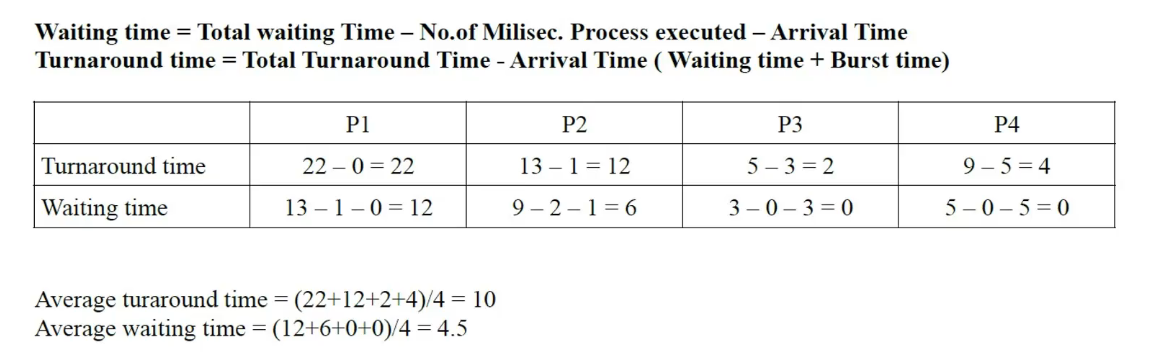 Waiting time = Total waiting Time – No.of Milisec. Process executed – Arrival Time
Turnaround time = Total Turnaround Time - Arrival Time ( Waiting time + Burst time)
P1 P2 P3 P4
Turnaround time 22 – 0 = 22 13 – 1 = 12 5 – 3 = 2 9 – 5 = 4
Waiting time 13 – 1 – 0 = 12 9 – 2 – 1 = 6 3 – 0 – 3 = 0 5 – 0 – 5 = 0
Average turaround time = (22+12+2+4)/4 = 10
Average waiting time = (12+6+0+0)/4 = 4.5